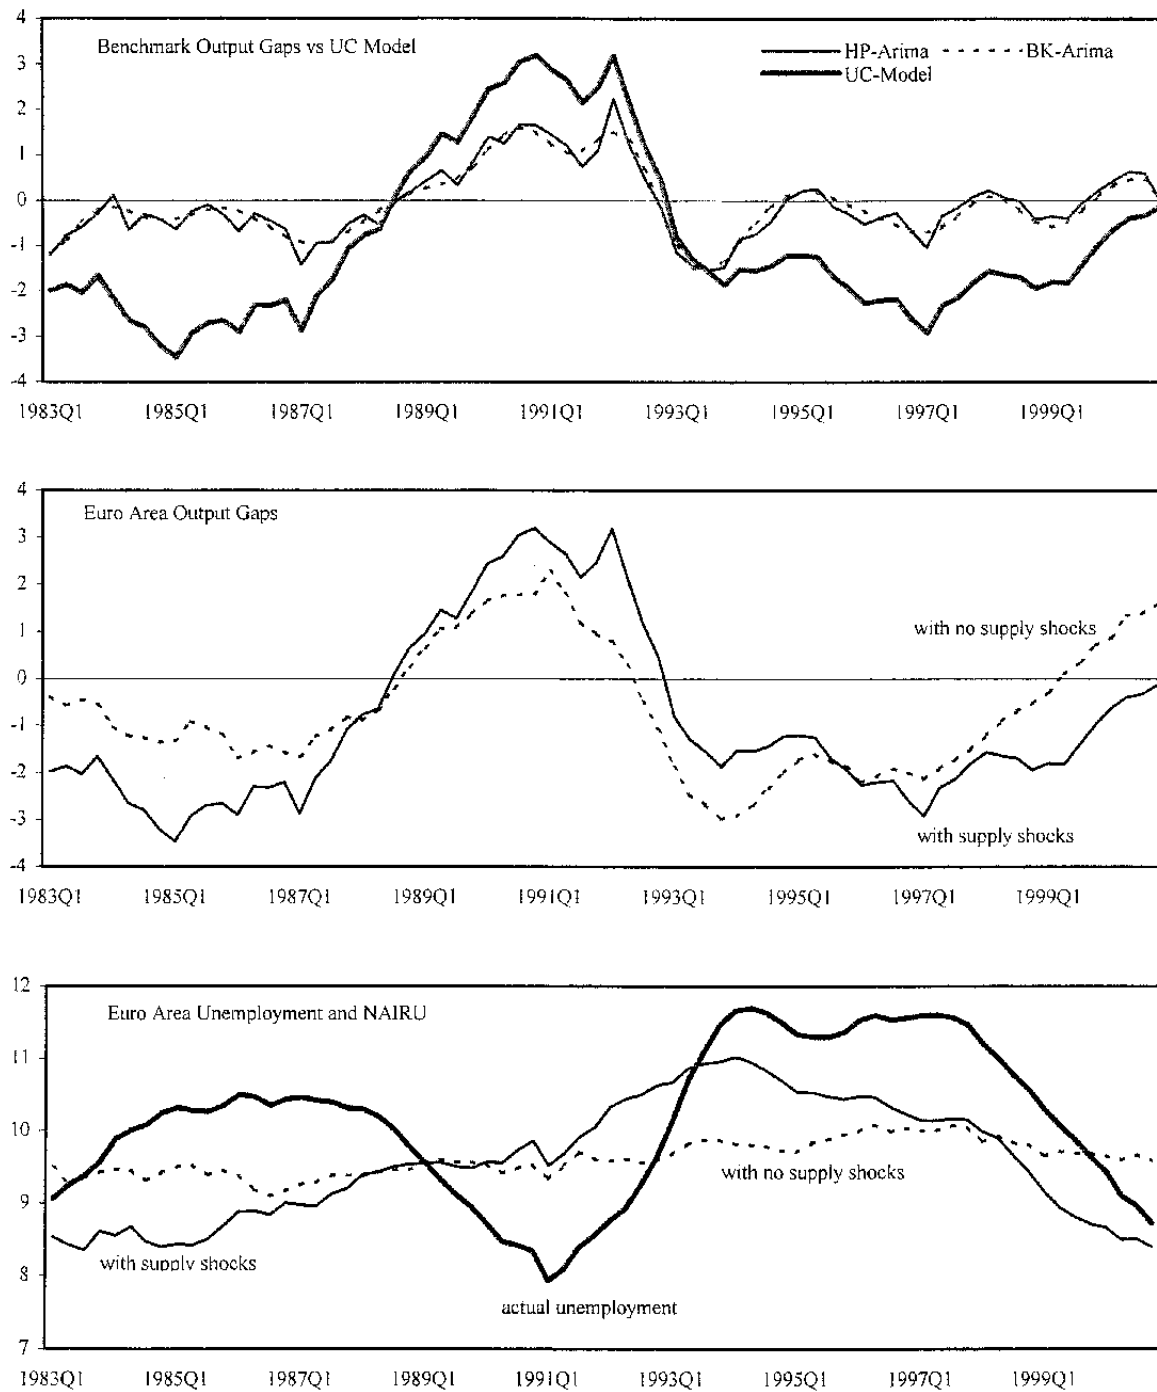 4
Benchmark Output Gaps vs UC Model
HP-Arima
BK-Arima
UC-Model
3
2
1
0
-1
-2
-3
-4
1983Q1 1985Q1 1987Q1 1989Q1 1991Q1 1993Q1 1995Q1 1997Q1 1999Q1
4
Euro Area Output Gaps
3
2
1
with no supply shocks
0
-1
-2
-3
with supply shocks
-4
1983Q1 1985Q1 1987Q1 1989Q1 1991Q1 1993Q1 1995Q1 1997Q1 1999Q1
12
Euro Area Unemployment and NAIRU
11
10
with no supply shocks
9
with supply shocks
8
actual unemployment
7
1983Q1 1985Q1 1987Q1 1989Q1 1991Q1 1993Q1 1995Q1 1997Q1 1999Q1